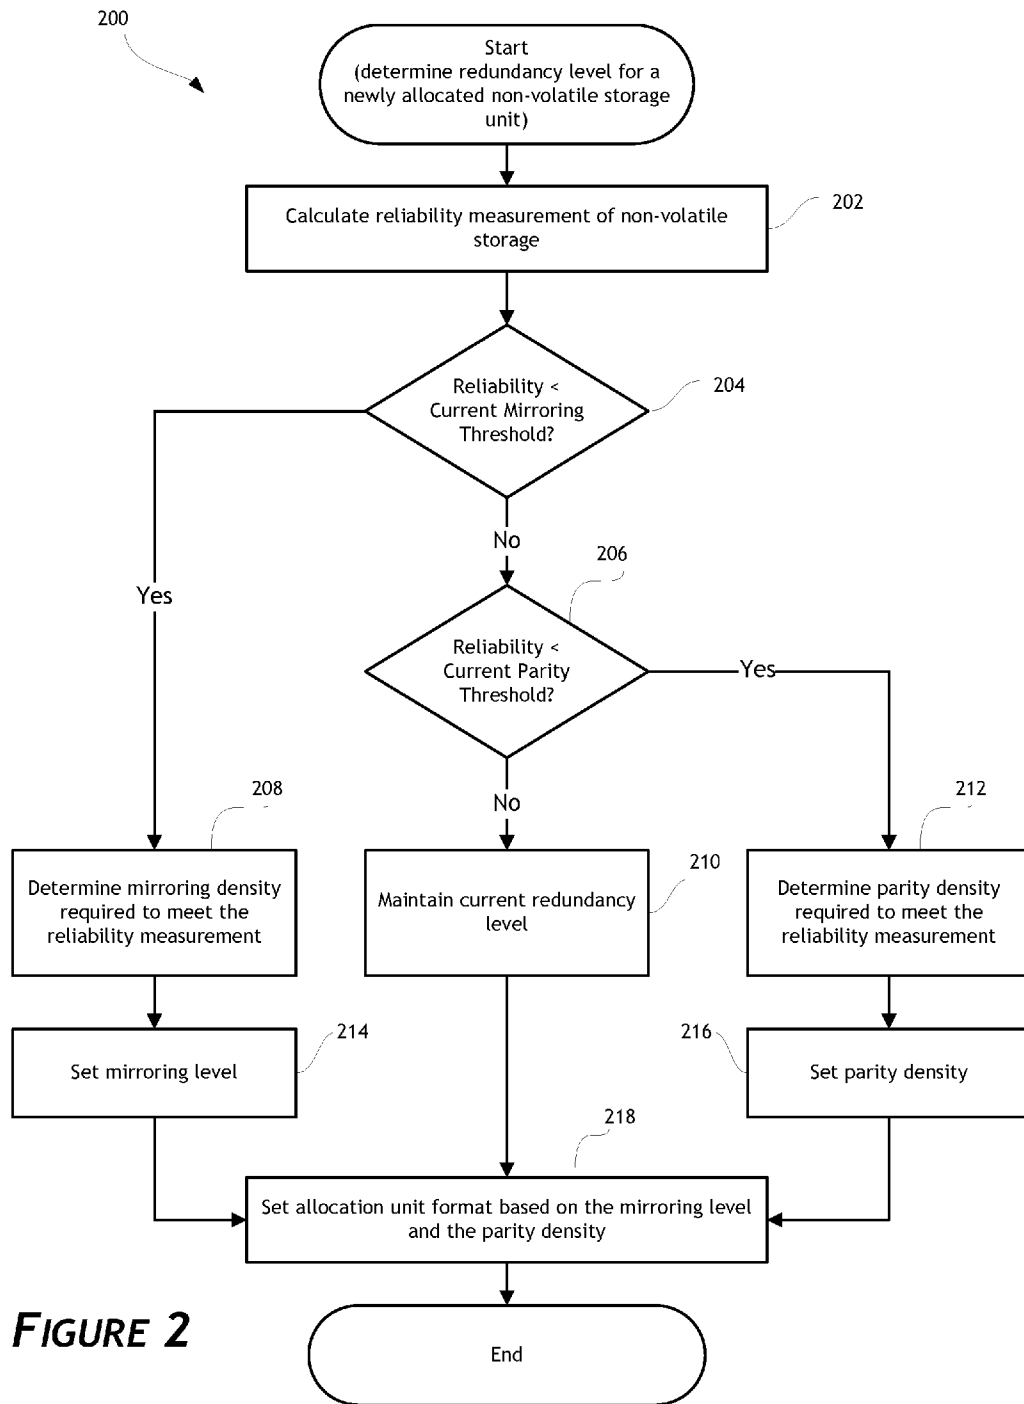 200
Start
(determine redundancy level for a
newly allocated non-volatile storage
unit)
Calculate reliability measurement of non-volatile
storage
202
Reliability <
Current Mirroring
Threshold?
204
No
206
Yes
Reliability <
Current Parity
Threshold?
Yes
No
208
212
Determine mirroring density
required to meet the
reliability measurement
Maintain current redundancy
level
210
Determine parity density
required to meet the
reliability measurement
Set mirroring level
214
216
Set parity density
218
Set allocation unit format based on the mirroring level
and the parity density
FIGURE 2
End